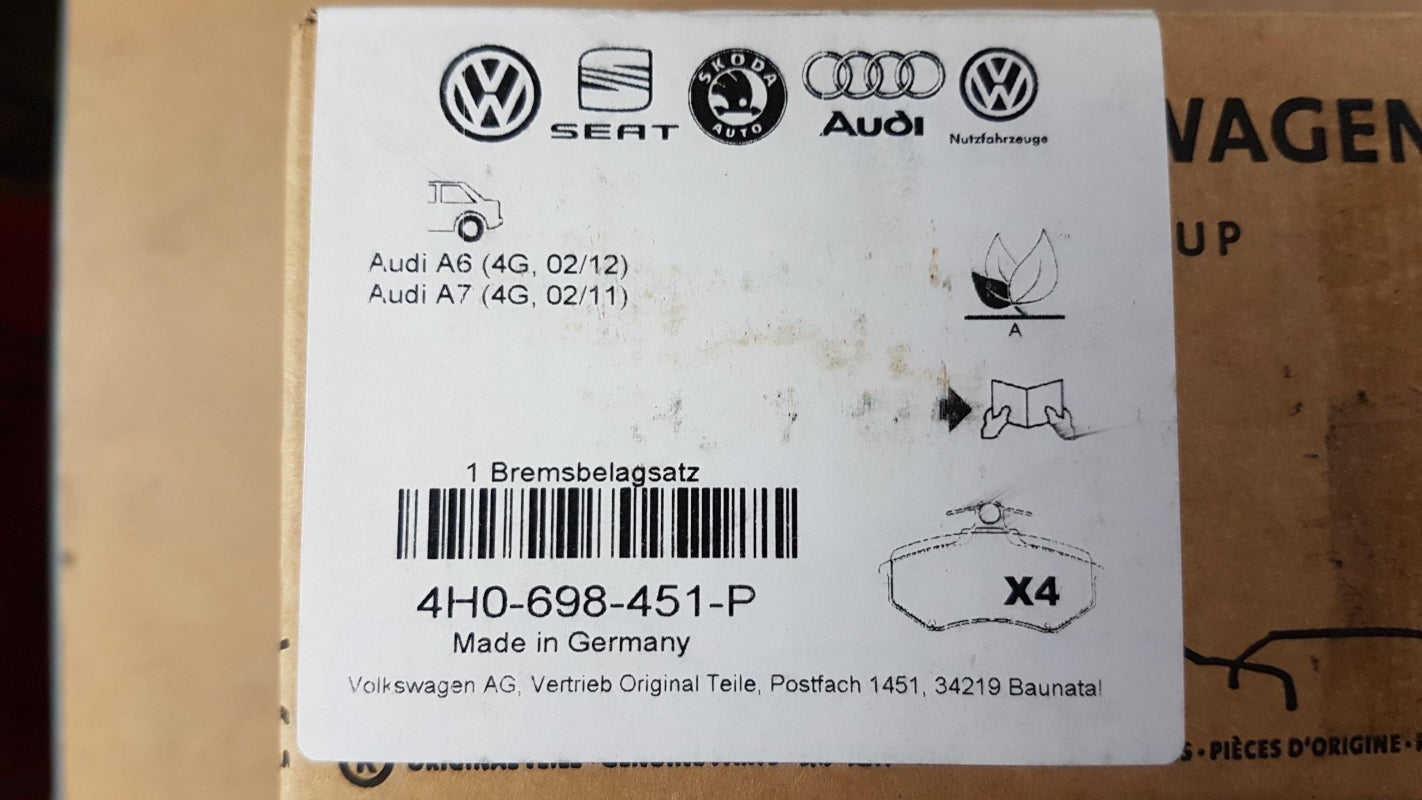 SEAT
SKODA
AUTO
Audi
Nutzfahrzeuge
WAGEN
UP
Audi A6 (4G, 02/12)
Audi A7 (4G, 02/11)
A
1 Bremsbelagsatz
4H0-698-451-P
X4
Made in Germany
Volkswagen AG, Vertrieb Original Teile, Postfach 1451, 34219 Baunatal
S • PIÈCES D'ORIGINE •